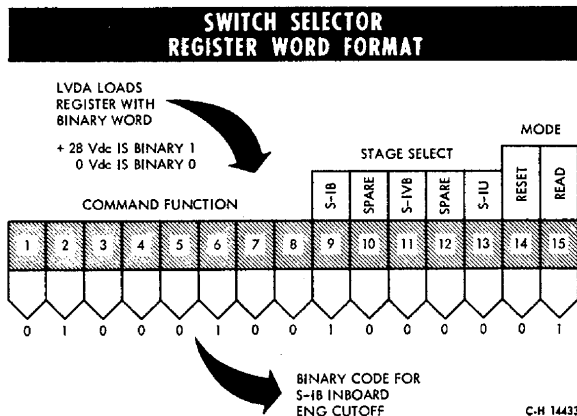 SWITCH SELECTOR
REGISTER WORD FORMAT
LVDA LOADS
REGISTER WITH
BINARY WORD
+ 28 Vdc IS BINARY 1
0 Vdc IS BINARY 0
MODE
STAGE SELECT
COMMAND FUNCTION
S-IB
SPARE
S-IVB
SPARE
S-IU
RESET
READ
1 2 3 4 5 6 7 8 9 10 11 12 13 14 15
0 1 0 0 0 1 0 0 1 0 0 0 0 0 1
BINARY CODE FOR
S-IB INBOARD
ENG CUTOFF
C-H 14433